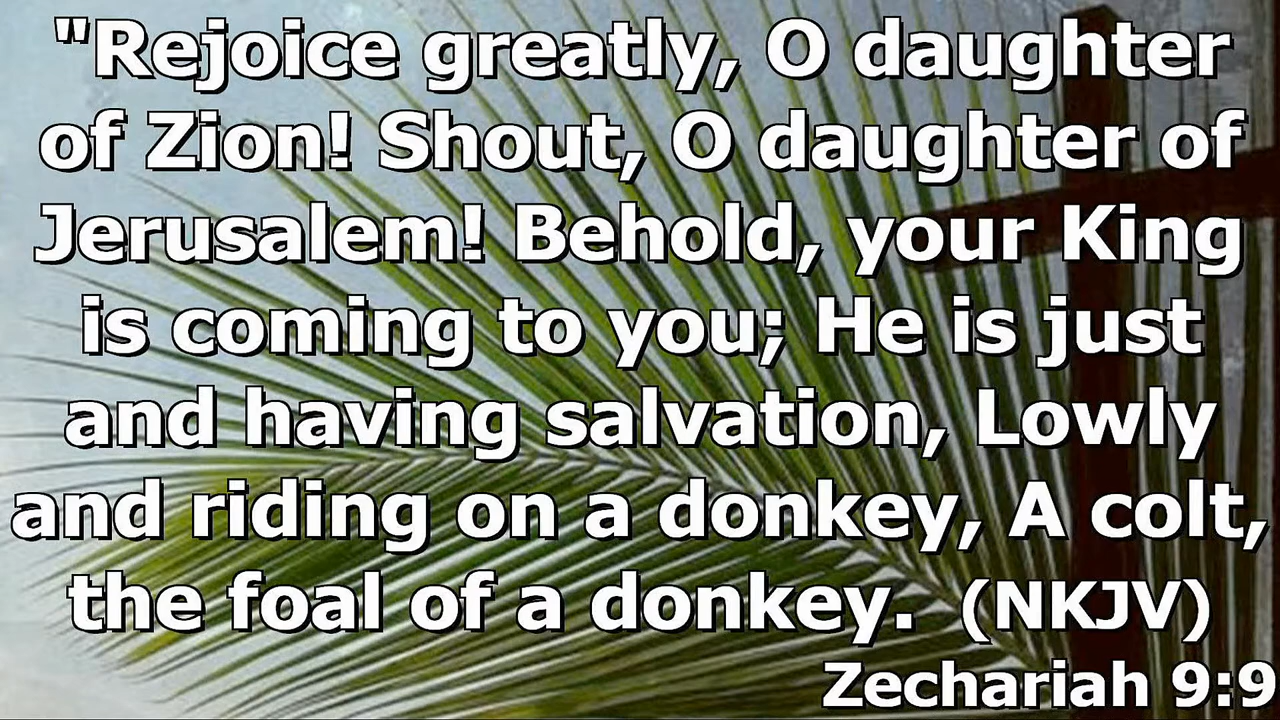 "Rejoice greatly, O daughter
of Zion! Shout, O daughter of
Jerusalem! Behold, your King
is coming to you; He is just
and having salvation, Lowly
and riding on a donkey, A colt,
the foal of a donkey. (NKJV)
Zechariah 9:9